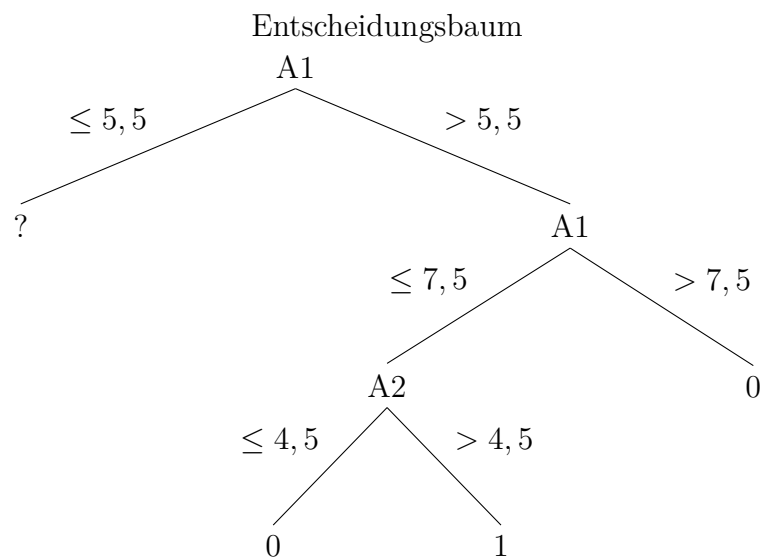 Entscheidungsbaum
A1
≤ 5, 5
> 5, 5
?
A1
≤ 7, 5
> 7, 5
A2
0
≤ 4, 5
> 4, 5
0
1